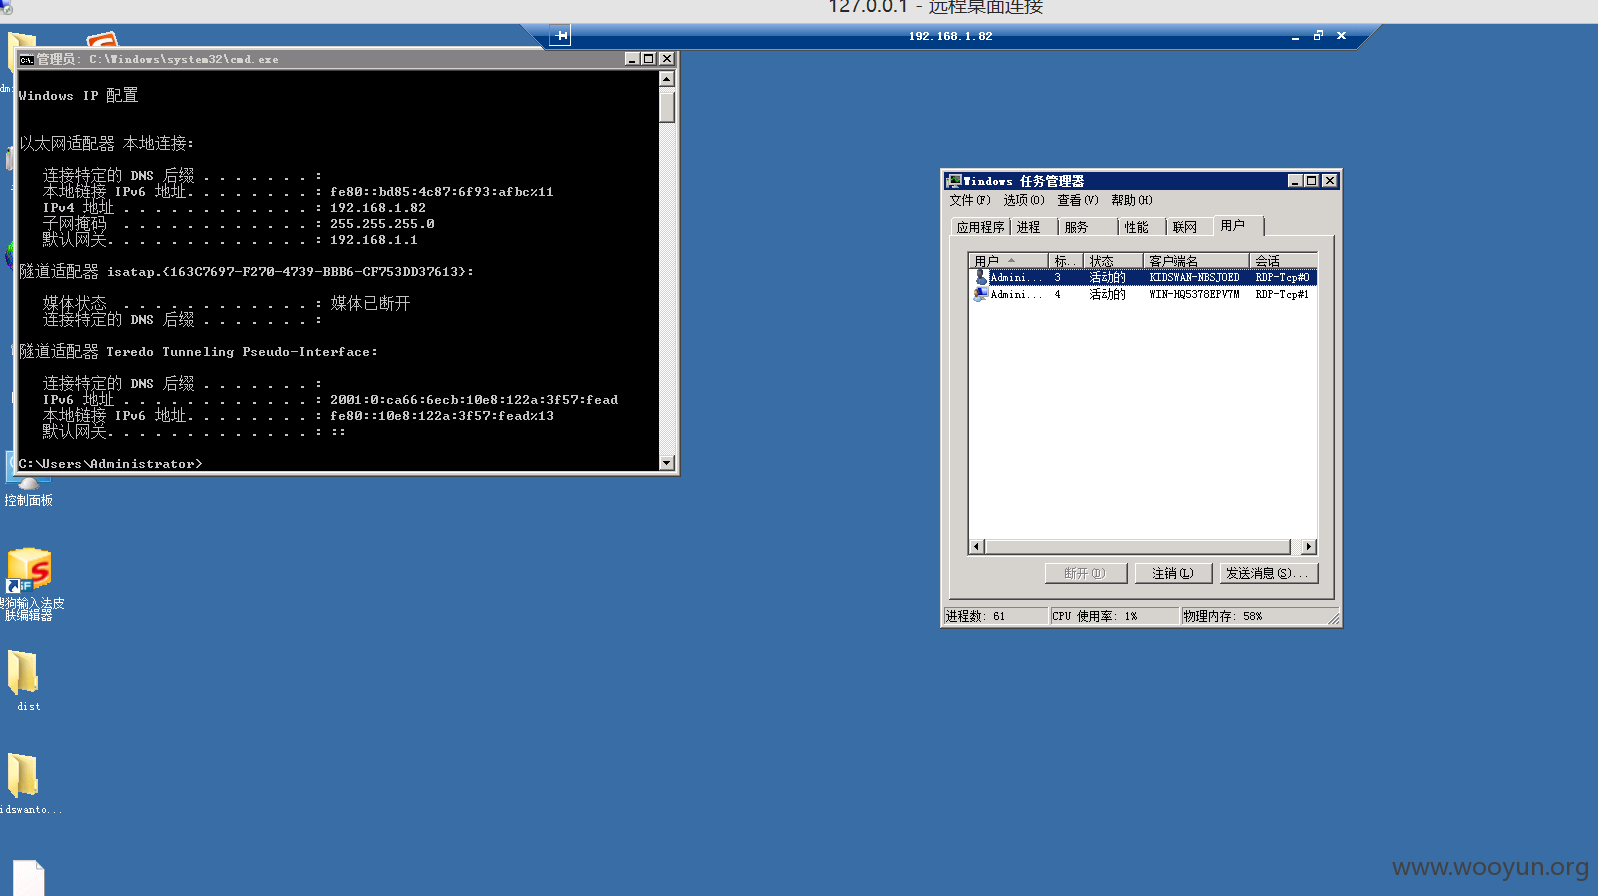 127.0.0.1 - 远程桌面连接
192.168.1.82
管理员: C:\Windows\system32\cmd.exe
Windows IP 配置
以太网适配器 本地连接:
连接特定的 DNS 后缀 . . . . . . . :
本地链接 IPv6 地址. . . . . . . . : fe80::bd85:4c87:6f93:afbc%11
IPv4 地址 . . . . . . . . . . . . : 192.168.1.82
子网掩码 . . . . . . . . . . . . : 255.255.255.0
默认网关. . . . . . . . . . . . . : 192.168.1.1
隧道适配器 isatap.{163C7697-F270-4739-BBB6-CF753DD37613}:
媒体状态 . . . . . . . . . . . . : 媒体已断开
连接特定的 DNS 后缀 . . . . . . . :
隧道适配器 Teredo Tunneling Pseudo-Interface:
连接特定的 DNS 后缀 . . . . . . . :
IPv6 地址 . . . . . . . . . . . . : 2001:0:ca66:6ecb:10e8:122a:3f57:fead
本地链接 IPv6 地址. . . . . . . . : fe80::10e8:122a:3f57:fead%13
默认网关. . . . . . . . . . . . . : ::
C:\Users\Administrator>
控制面板
搜狗输入法皮
肤编辑器
dist
idswanto...
Windows 任务管理器
文件(F) 选项(O) 查看(V) 帮助(H)
应用程序 进程 服务 性能 联网 用户
用户 标.. 状态 客户端名 会话
Admini... 3 活动的 KIDSWAN-NBSJOED RDP-Tcp#0
Admini... 4 活动的 WIN-HQ5378EPV7M RDP-Tcp#1
断开(D) 注销(L) 发送消息(S)...
进程数: 61 CPU 使用率: 1% 物理内存: 58%
www.wooyun.org